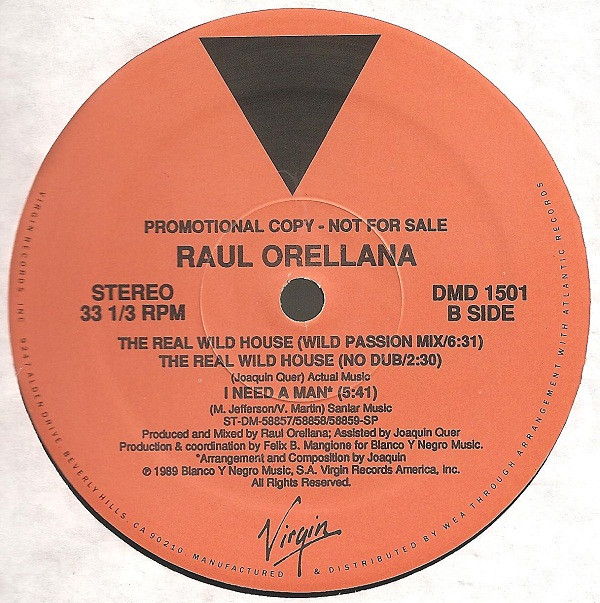 PROMOTIONAL COPY - NOT FOR SALE
RAUL ORELLANA
STEREO
33 1/3 RPM
DMD 1501
B SIDE
THE REAL WILD HOUSE (WILD PASSION MIX/6:31)
THE REAL WILD HOUSE (NO DUB/2:30)
(Joaquin Quer) Actual Music
I NEED A MAN* (5:41)
(M. Jefferson/V. Martin) Sanlar Music
ST-DM-58857/58858/58859-SP
Produced and Mixed by Raul Orellana; Assisted by Joaquin Quer
Production & coordination by Felix B. Mangione for Blanco Y Negro Music.
*Arrangement and Composition by Joaquin
℗ 1989 Blanco Y Negro Music, S.A. Virgin Records America, Inc.
All Rights Reserved.
Virgin
VIRGIN RECORDS, INC. 9247 ALDEN DRIVE, BEVERLY HILLS, CA 90210 MANUFACTURED & DISTRIBUTED BY WEA THROUGH ARRANGEMENT WITH ATLANTIC RECORDS